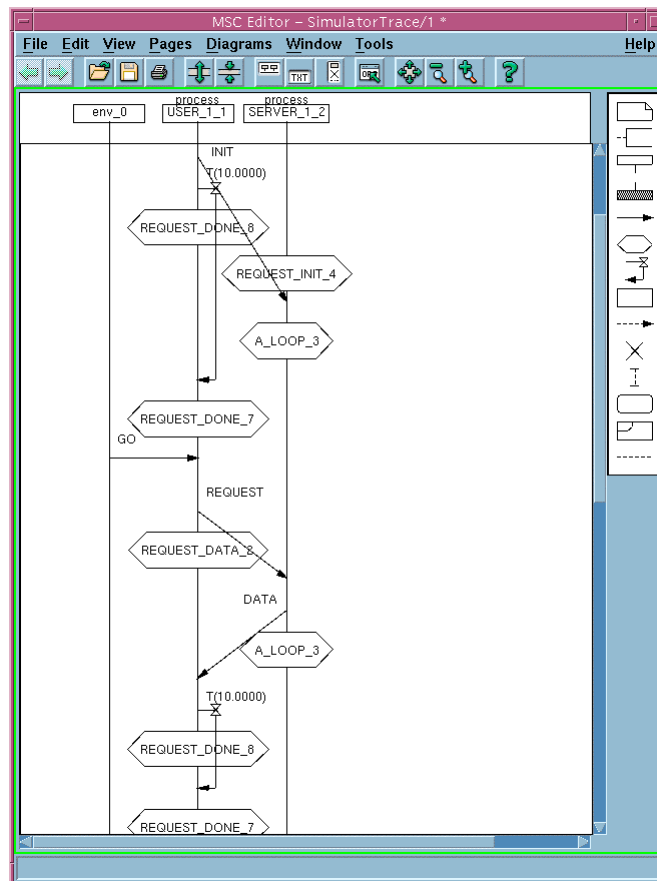 MSC Editor – SimulatorTrace/1 *
File Edit View Pages Diagrams Window Tools Help
TXT
process process
env_0 USER_1_1 SERVER_1_2
INIT
T(10.0000)
REQUEST_DONE_8
REQUEST_INIT_4
A_LOOP_3
REQUEST_DONE_7
GO
REQUEST
REQUEST_DATA_2
DATA
A_LOOP_3
T(10.0000)
REQUEST_DONE_8
REQUEST_DONE_7